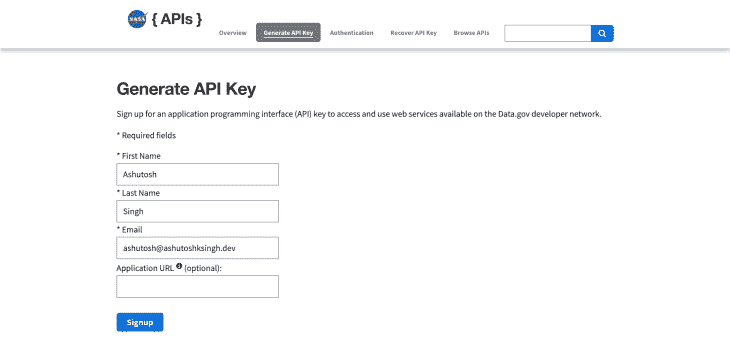 NASA { APIs }
Overview Generate API Key Authentication Recover API Key Browse APIs
Generate API Key
Sign up for an application programming interface (API) key to access and use web services available on the Data.gov developer network.
* Required fields
* First Name
Ashutosh
* Last Name
Singh
* Email
ashutosh@ashutoshksingh.dev
Application URL (optional):
Signup